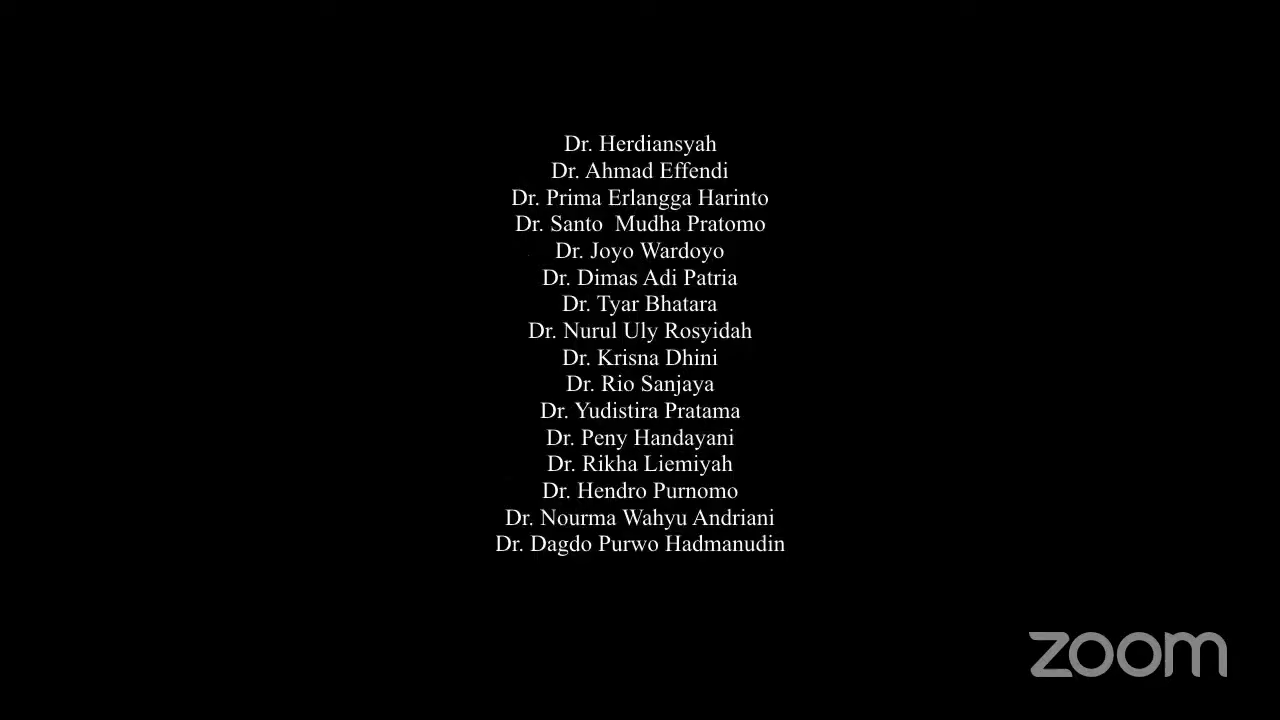 Dr. Herdiansyah
Dr. Ahmad Effendi
Dr. Prima Erlangga Harinto
Dr. Santo  Mudha Pratomo
Dr. Joyo Wardoyo
Dr. Dimas Adi Patria
Dr. Tyar Bhatara
Dr. Nurul Uly Rosyidah
Dr. Krisna Dhini
Dr. Rio Sanjaya
Dr. Yudistira Pratama
Dr. Peny Handayani
Dr. Rikha Liemiyah
Dr. Hendro Purnomo
Dr. Nourma Wahyu Andriani
Dr. Dagdo Purwo Hadmanudin
zoom